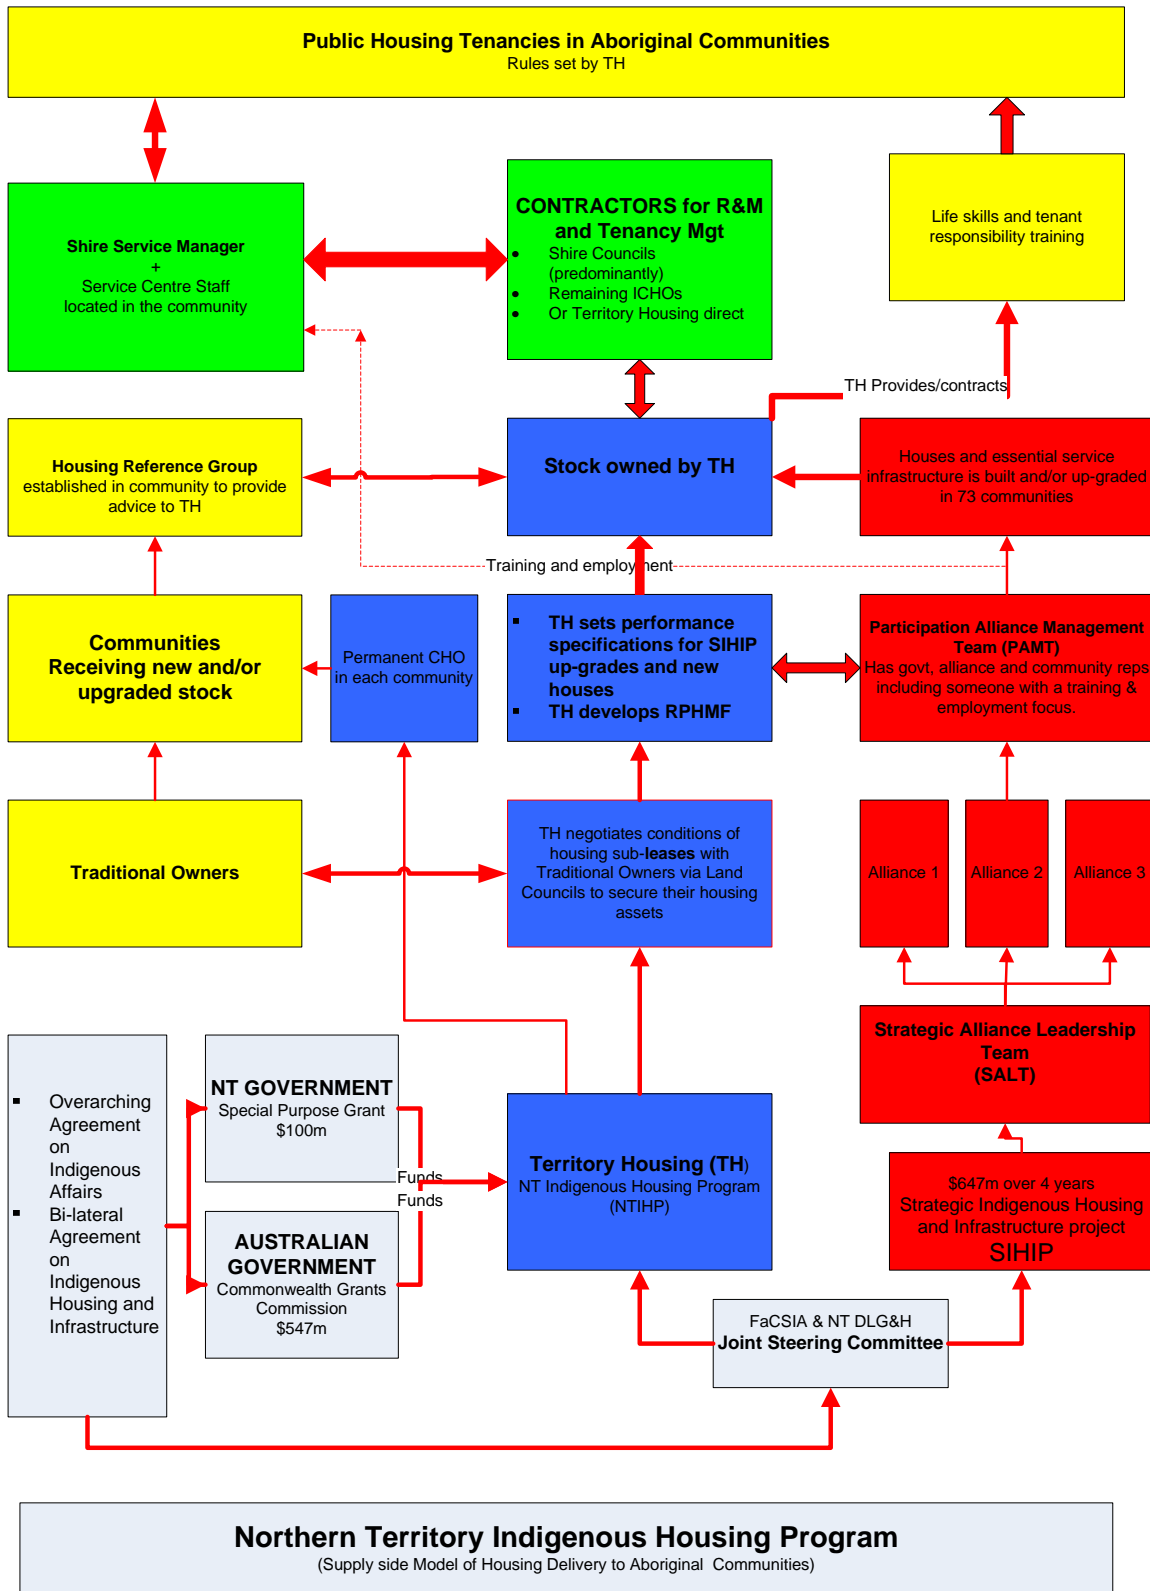 Public Housing Tenancies in Aboriginal Communities
Rules set by TH
Shire Service Manager
+
Service Centre Staff
located in the community
CONTRACTORS for R&M
and Tenancy Mgt
• Shire Councils
(predominantly)
• Remaining ICHOs
• Or Territory Housing direct
Life skills and tenant
responsibility training
TH Provides/contracts
Housing Reference Group
established in community to provide
advice to TH
Stock owned by TH
Houses and essential service
infrastructure is built and/or up-graded
in 73 communities
Training and employment
Communities
Receiving new and/or
upgraded stock
Permanent CHO
in each community
▪ TH sets performance
specifications for SIHIP
up-grades and new
houses
▪ TH develops RPHMF
Participation Alliance Management
Team (PAMT)
Has govt, alliance and community reps
including someone with a training &
employment focus.
Traditional Owners
TH negotiates conditions of
housing sub-leases with
Traditional Owners via Land
Councils to secure their housing
assets
Alliance 1
Alliance 2
Alliance 3
▪ Overarching
Agreement
on
Indigenous
Affairs
▪ Bi-lateral
Agreement
on
Indigenous
Housing and
Infrastructure
NT GOVERNMENT
Special Purpose Grant
$100m
Funds
Funds
AUSTRALIAN
GOVERNMENT
Commonwealth Grants
Commission
$547m
Territory Housing (TH)
NT Indigenous Housing Program
(NTIHP)
Strategic Alliance Leadership
Team
(SALT)
$647m over 4 years
Strategic Indigenous Housing
and Infrastructure project
SIHIP
FaCSIA & NT DLG&H
Joint Steering Committee
Northern Territory Indigenous Housing Program
(Supply side Model of Housing Delivery to Aboriginal Communities)